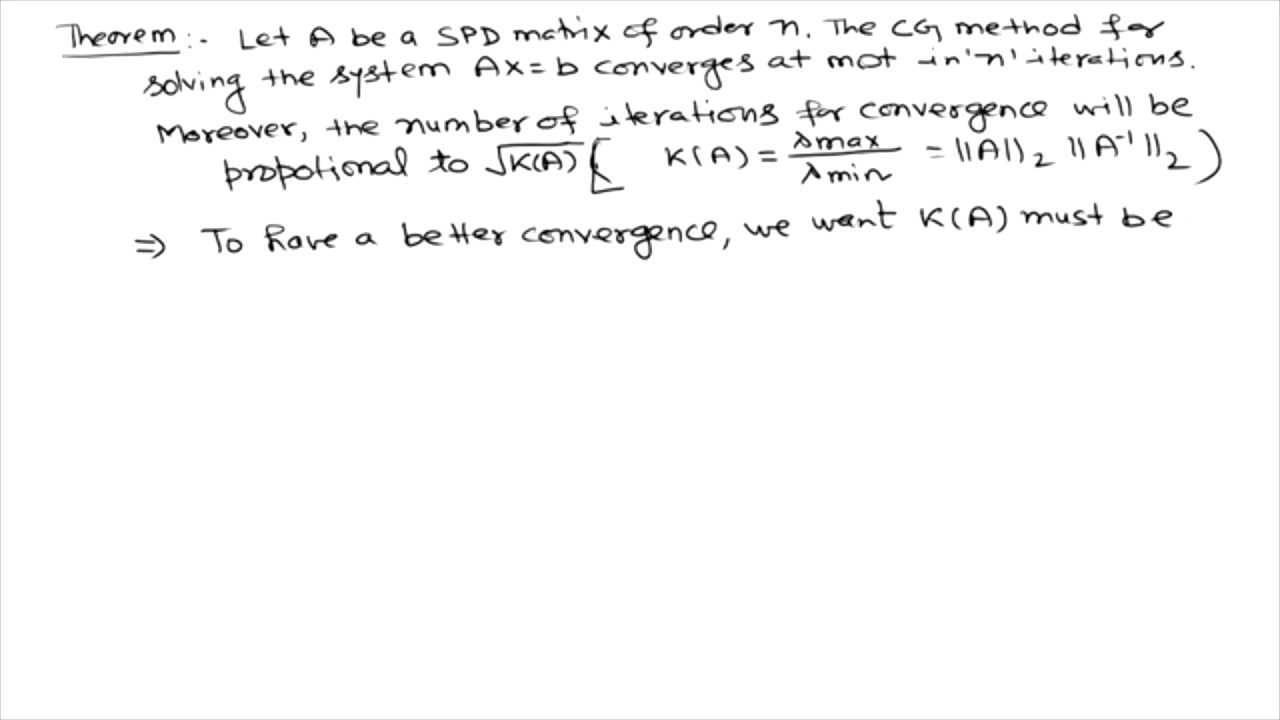 Theorem :- Let A be a SPD matrix of order n. The CG method for
solving the system Ax = b converges at mot in 'n' iterations.
Moreover, the number of iterations for convergence will be
propotional to √K(A) [ K(A) = λmax / λmin = ||A||₂ ||A⁻¹||₂ )
⇒ To have a better convergence, we want K(A) must be